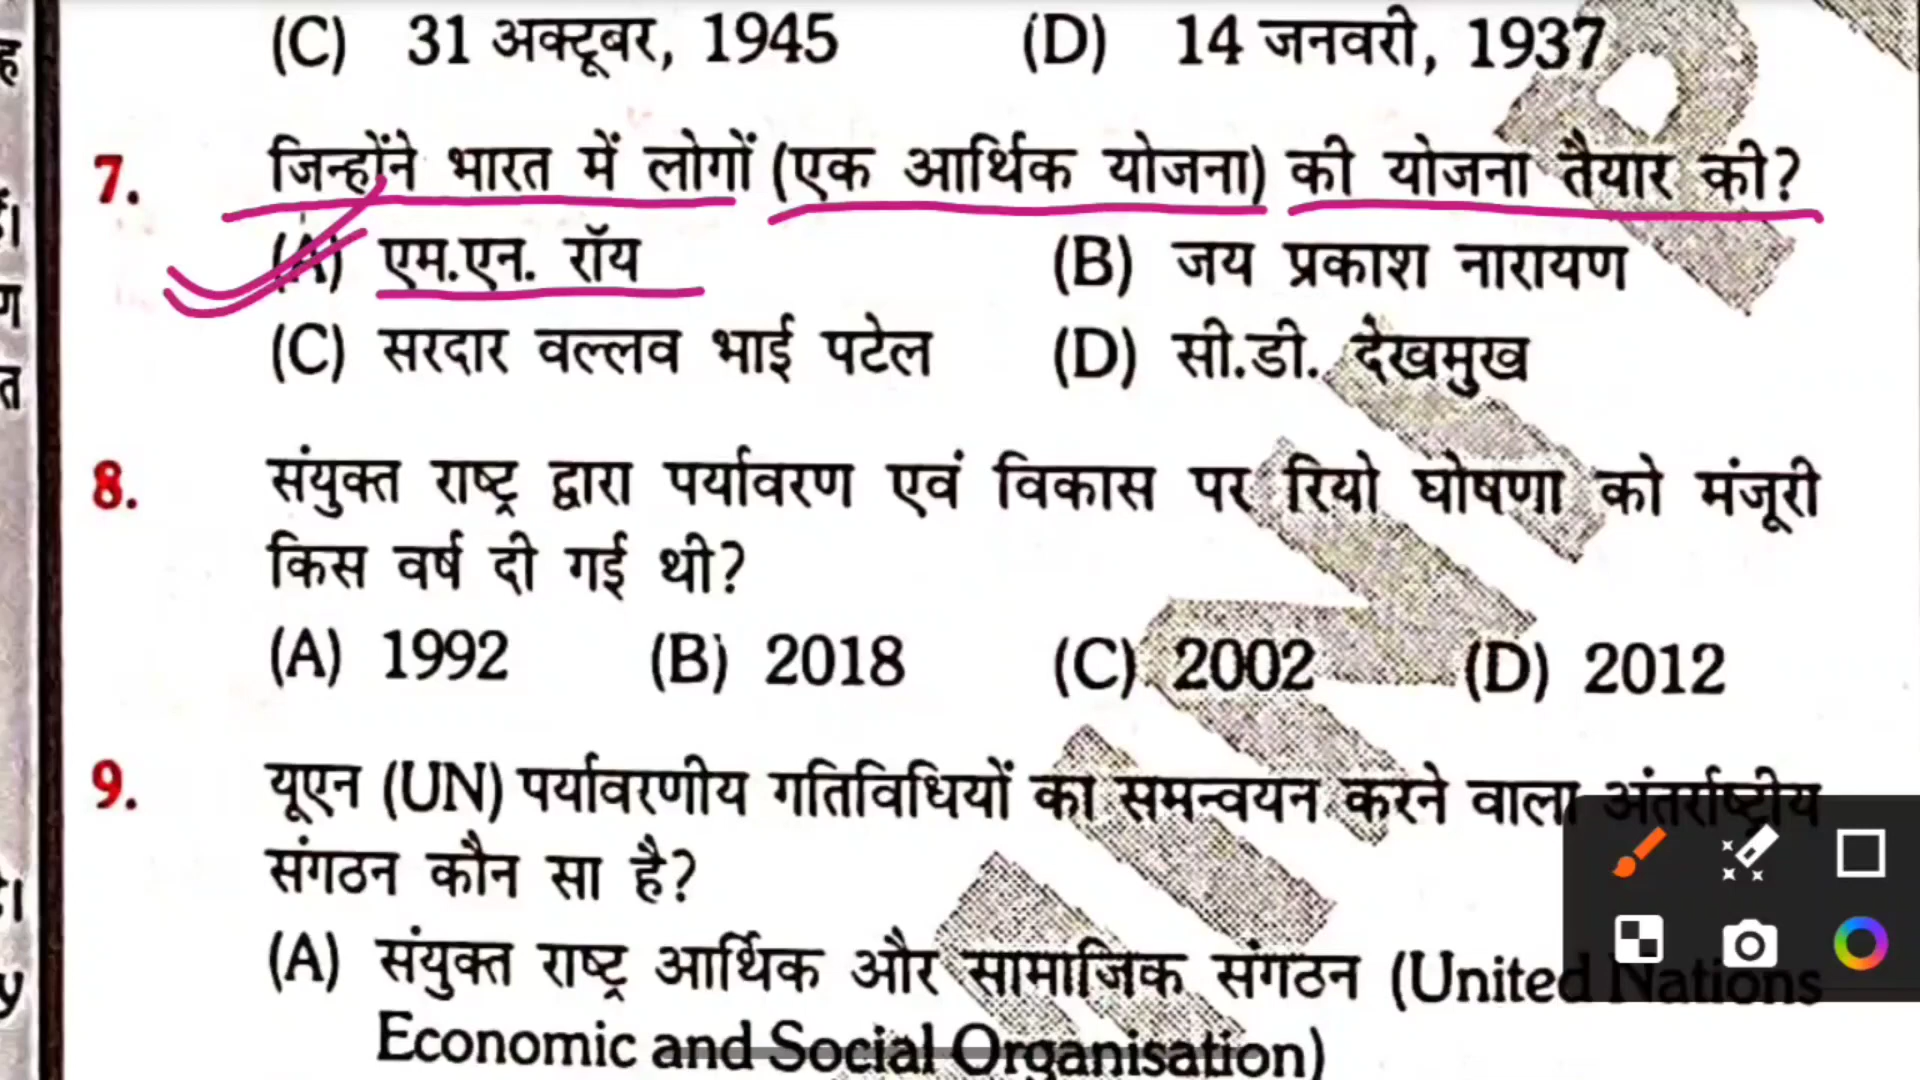 (C) 31 अक्टूबर, 1945 (D) 14 जनवरी, 1937
7. जिन्होंने भारत में लोगों (एक आर्थिक योजना) की योजना तैयार की?
(A) एम.एन. रॉय (B) जय प्रकाश नारायण
(C) सरदार वल्लव भाई पटेल (D) सी.डी. देखमुख
8. संयुक्त राष्ट्र द्वारा पर्यावरण एवं विकास पर रियो घोषणा को मंजूरी
किस वर्ष दी गई थी?
(A) 1992 (B) 2018 (C) 2002 (D) 2012
9. यूएन (UN) पर्यावरणीय गतिविधियों का समन्वयन करने वाला अंतर्राष्ट्रीय
संगठन कौन सा है?
(A) संयुक्त राष्ट्र आर्थिक और सामाजिक संगठन (United Nations
Economic and Social Organisation)